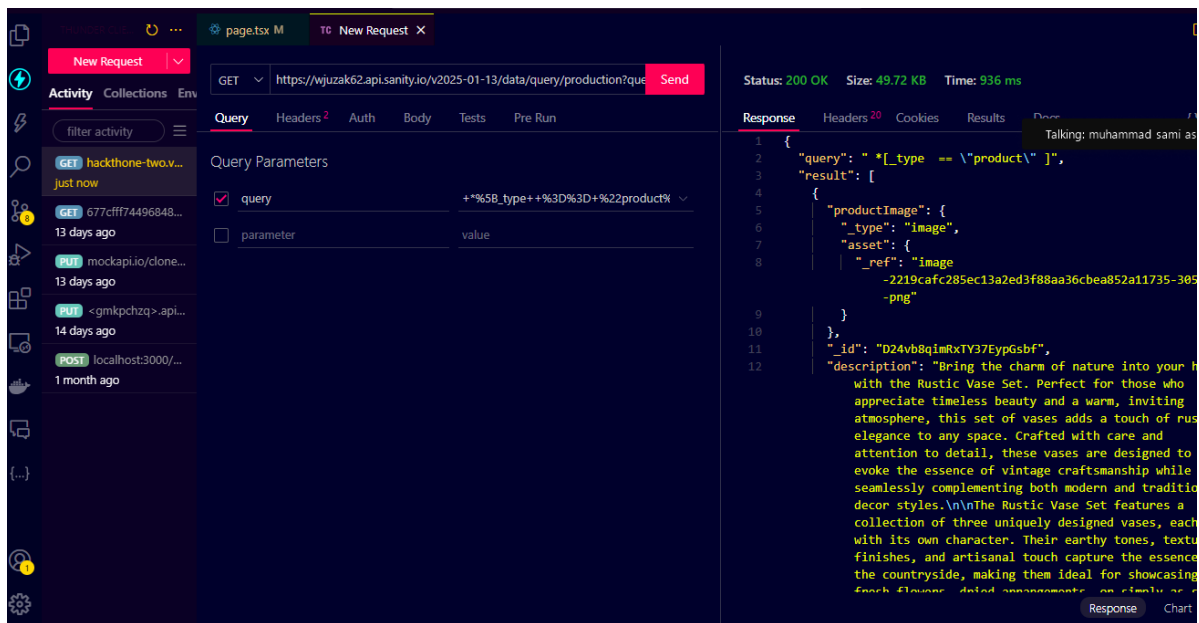 page.tsx M
TC New Request ×
New Request
GET https://wjuzak62.api.sanity.io/v2025-01-13/data/query/production?que Send
Status: 200 OK Size: 49.72 KB Time: 936 ms
Activity Collections Env
Query Headers 2 Auth Body Tests Pre Run
Response Headers 20 Cookies Results Docs
Talking: muhammad sami as
filter activity
GET hackthone-two.v...
just now
GET 677cfff74496848...
13 days ago
PUT mockapi.io/clone...
13 days ago
PUT <gmkpchzq>.api...
14 days ago
POST localhost:3000/...
1 month ago
8
{...}
1
Query Parameters
query +*%5B_type++%3D%3D+%22product%
parameter value
1 {
2 "query": " *[_type == \"product\" ]",
3 "result": [
4 {
5 "productImage": {
6 "_type": "image",
7 "asset": {
8 "_ref": "image
-2219cafc285ec13a2ed3f88aa36cbea852a11735-305
-png"
9 }
10 },
11 "_id": "D24vb8qimRxTY37EypGsbf",
12 "description": "Bring the charm of nature into your h
with the Rustic Vase Set. Perfect for those who
appreciate timeless beauty and a warm, inviting
atmosphere, this set of vases adds a touch of rus
elegance to any space. Crafted with care and
attention to detail, these vases are designed to
evoke the essence of vintage craftsmanship while
seamlessly complementing both modern and traditio
decor styles.\n\nThe Rustic Vase Set features a
collection of three uniquely designed vases, each
with its own character. Their earthy tones, textu
finishes, and artisanal touch capture the essence
the countryside, making them ideal for showcasing
fresh flowers, dried arrangements, or simply as
Response Chart